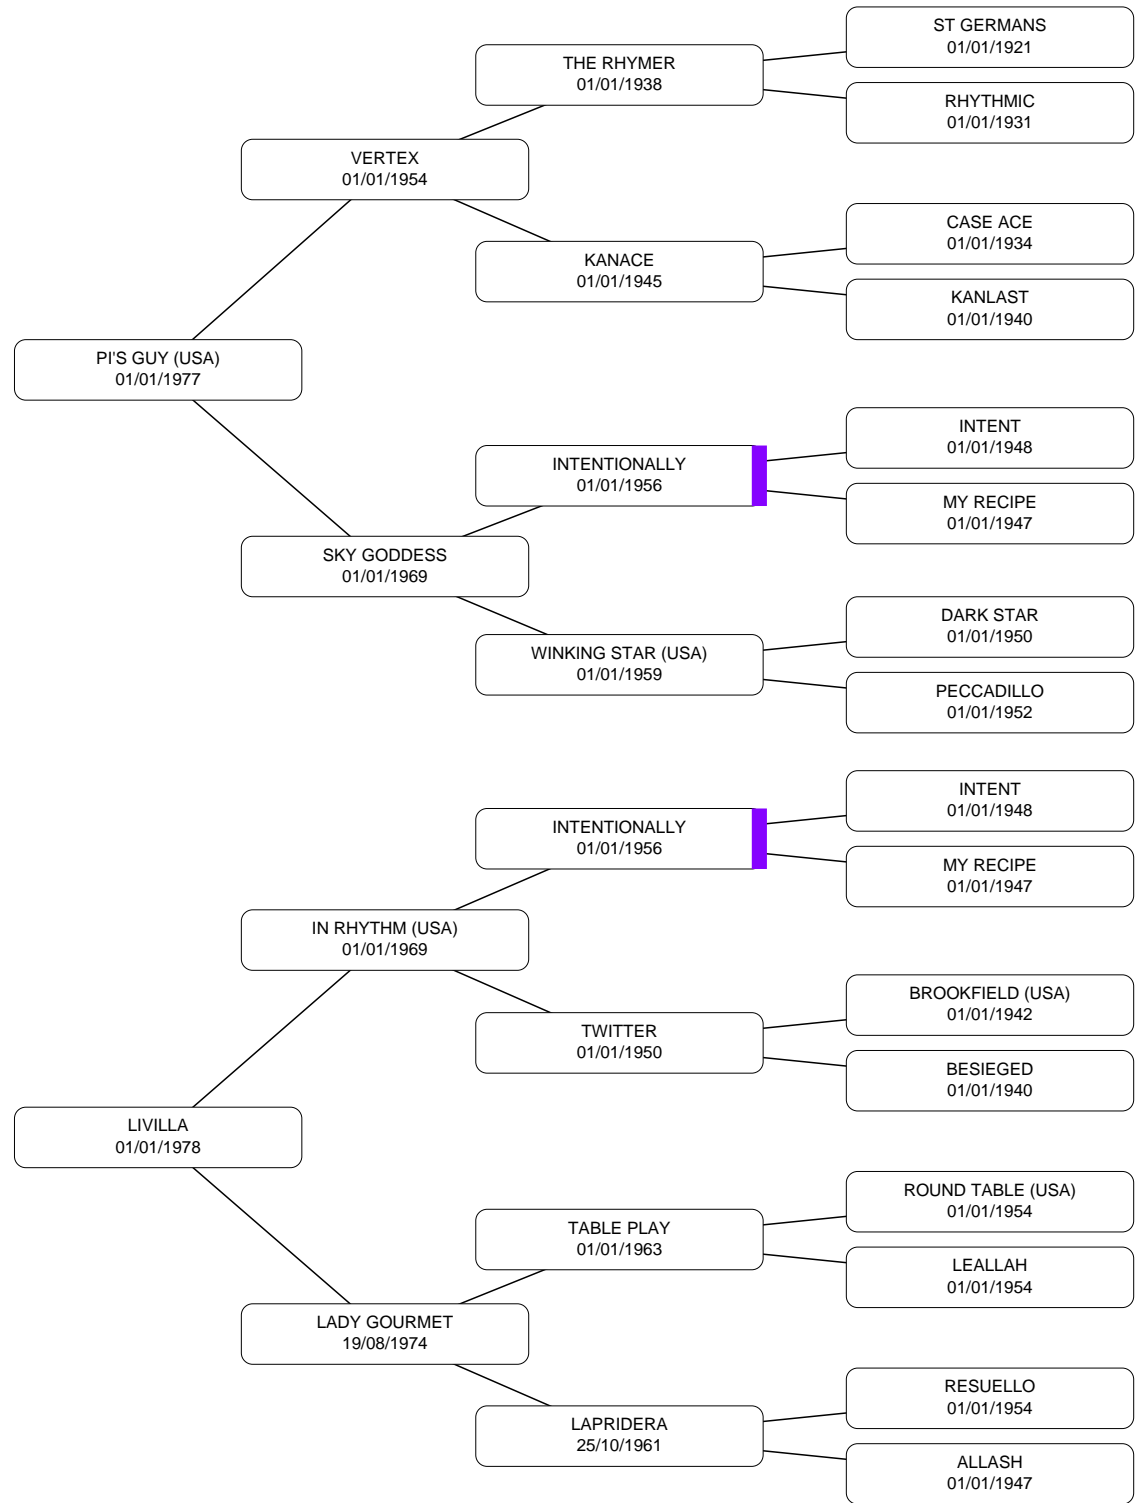 ST GERMANS
01/01/1921
THE RHYMER
01/01/1938
RHYTHMIC
01/01/1931
VERTEX
01/01/1954
CASE ACE
01/01/1934
KANACE
01/01/1945
KANLAST
01/01/1940
PI'S GUY (USA)
01/01/1977
INTENT
01/01/1948
INTENTIONALLY
01/01/1956
MY RECIPE
01/01/1947
SKY GODDESS
01/01/1969
DARK STAR
01/01/1950
WINKING STAR (USA)
01/01/1959
PECCADILLO
01/01/1952
INTENT
01/01/1948
INTENTIONALLY
01/01/1956
MY RECIPE
01/01/1947
IN RHYTHM (USA)
01/01/1969
BROOKFIELD (USA)
01/01/1942
TWITTER
01/01/1950
BESIEGED
01/01/1940
LIVILLA
01/01/1978
ROUND TABLE (USA)
01/01/1954
TABLE PLAY
01/01/1963
LEALLAH
01/01/1954
LADY GOURMET
19/08/1974
RESUELLO
01/01/1954
LAPRIDERA
25/10/1961
ALLASH
01/01/1947